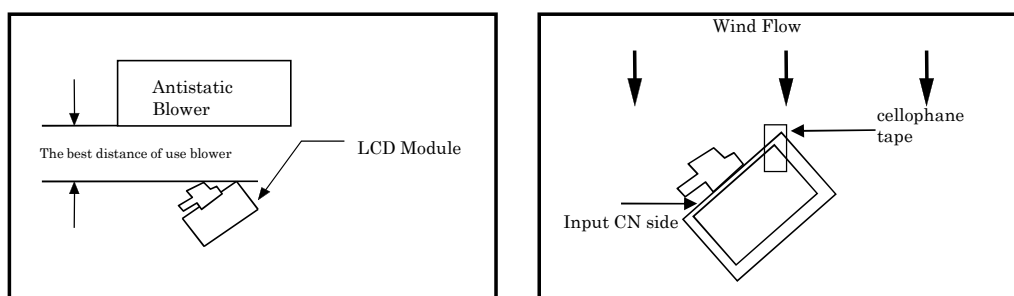 Antistatic
Blower
The best distance of use blower
LCD Module
Wind Flow
cellophane
tape
Input CN side